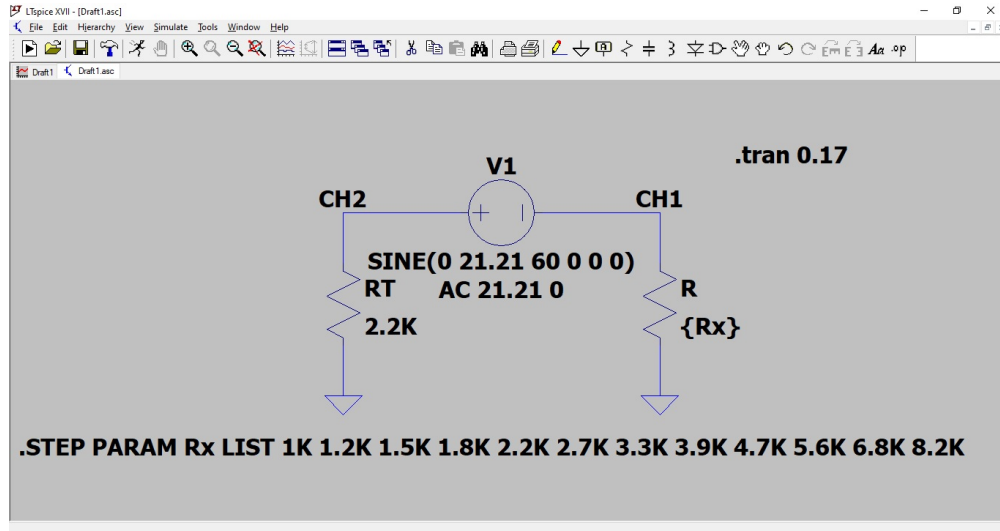 LTspice XVII - [Draft1.asc]
File Edit Hierarchy View Simulate Tools Window Help
Draft1 Draft1.asc
.tran 0.17
V1
CH2 CH1
SINE(0 21.21 60 0 0 0)
RT AC 21.21 0 R
2.2K {Rx}
.STEP PARAM Rx LIST 1K 1.2K 1.5K 1.8K 2.2K 2.7K 3.3K 3.9K 4.7K 5.6K 6.8K 8.2K